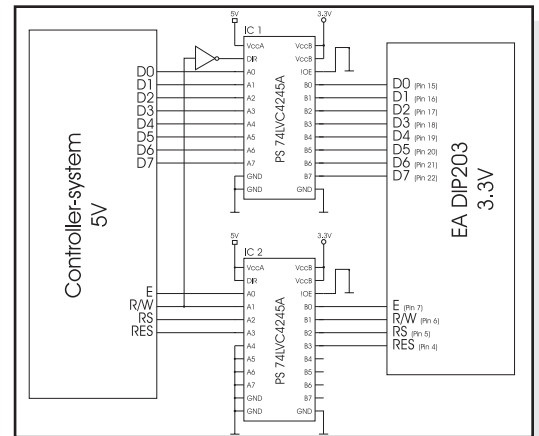 Controller-system
5V
D0
D1
D2
D3
D4
D5
D6
D7
E
R/W
RS
RES
5V
IC 1
3.3V
VccA
DIR
A0
A1
A2
A3
A4
A5
A6
A7
GND
GND
PS 74LVC4245A
VccB
VccB
!OE
B0
B1
B2
B3
B4
B5
B6
B7
GND
5V
IC 2
3.3V
VccA
DIR
A0
A1
A2
A3
A4
A5
A6
A7
GND
GND
PS 74LVC4245A
VccB
VccB
!OE
B0
B1
B2
B3
B4
B5
B6
B7
GND
D0 (Pin 15)
D1 (Pin 16)
D2 (Pin 17)
D3 (Pin 18)
D4 (Pin 19)
D5 (Pin 20)
D6 (Pin 21)
D7 (Pin 22)
E (Pin 7)
R/W (Pin 6)
RS (Pin 5)
RES (Pin 4)
EA DIP203
3.3V